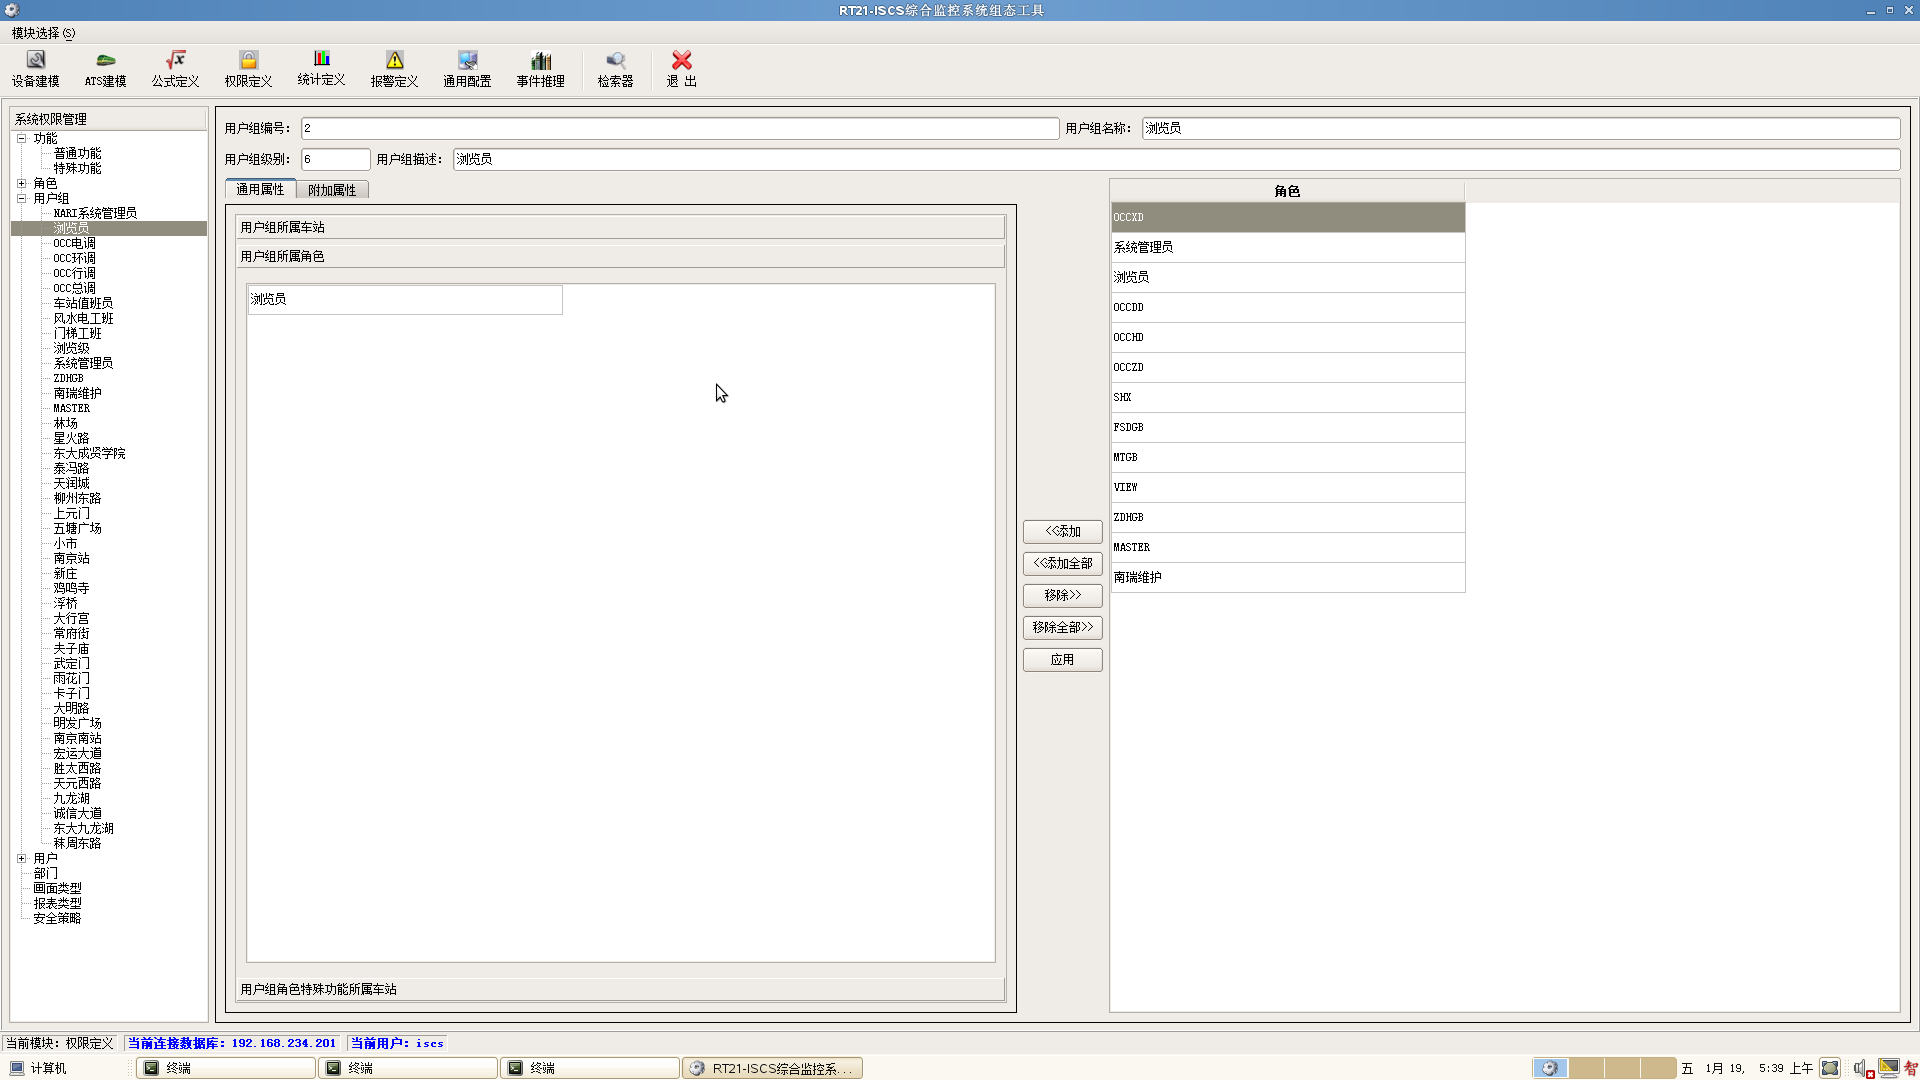 RT21-ISCS综合监控系统组态工具
模块选择 (S)
设备建模 ATS建模 公式定义 权限定义 统计定义 报警定义 通用配置 事件推理 检索器 退 出
系统权限管理
功能
普通功能
特殊功能
角色
用户组
NARI系统管理员
浏览员
OCC电调
OCC环调
OCC行调
OCC总调
车站值班员
风水电工班
门梯工班
浏览级
系统管理员
ZDHGB
南瑞维护
MASTER
林场
星火路
东大成贤学院
泰冯路
天润城
柳州东路
上元门
五塘广场
小市
南京站
新庄
鸡鸣寺
浮桥
大行宫
常府街
夫子庙
武定门
雨花门
卡子门
大明路
明发广场
南京南站
宏运大道
胜太西路
天元西路
九龙湖
诚信大道
东大九龙湖
秣周东路
用户
部门
画面类型
报表类型
安全策略
用户组编号: 2 用户组名称: 浏览员
用户组级别: 6 用户组描述: 浏览员
通用属性 附加属性
用户组所属车站
用户组所属角色
浏览员
用户组角色特殊功能所属车站
<<添加
<<添加全部
移除>>
移除全部>>
应用
角色
OCCXD
系统管理员
浏览员
OCCDD
OCCHD
OCCZD
SHX
FSDGB
MTGB
VIEW
ZDHGB
MASTER
南瑞维护
当前模块: 权限定义 当前连接数据库: 192.168.234.201 当前用户: iscs
计算机 终端 终端 终端 RT21-ISCS综合监控系... 五 1月 19, 5:39 上午 智